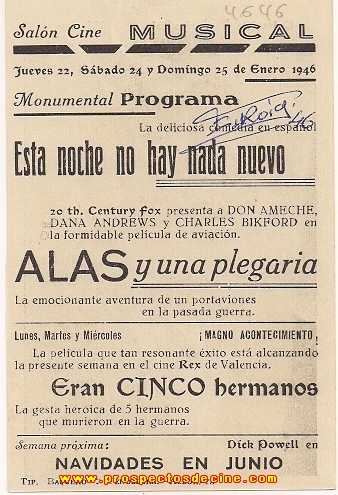 4646
Salón Cine MUSICAL
Jueves 22, Sábado 24 y Domingo 25 de Enero 1946
Monumental Programa
La deliciosa comedia en español
Roig
46
Esta noche no hay nada nuevo
20 th. Century Fox presenta a DON AMECHE,
DANA ANDREWS y CHARLES BIKFORD en
la formidable película de aviación.
ALAS y una plegaria
La emocionante aventura de un portaviones
en la pasada guerra.
Lunes, Martes y Miércoles ¡MAGNO ACONTECIMIENTO!
La película que tan resonante éxito está alcanzando
la presente semana en el cine Rex de Valencia.
Eran CINCO hermanos
La gesta heroica de 5 hermanos
que murieron en la guerra.
Semana próxima: Dick Powell en
NAVIDADES EN JUNIO
TIP.
www.prospectosdecine.com